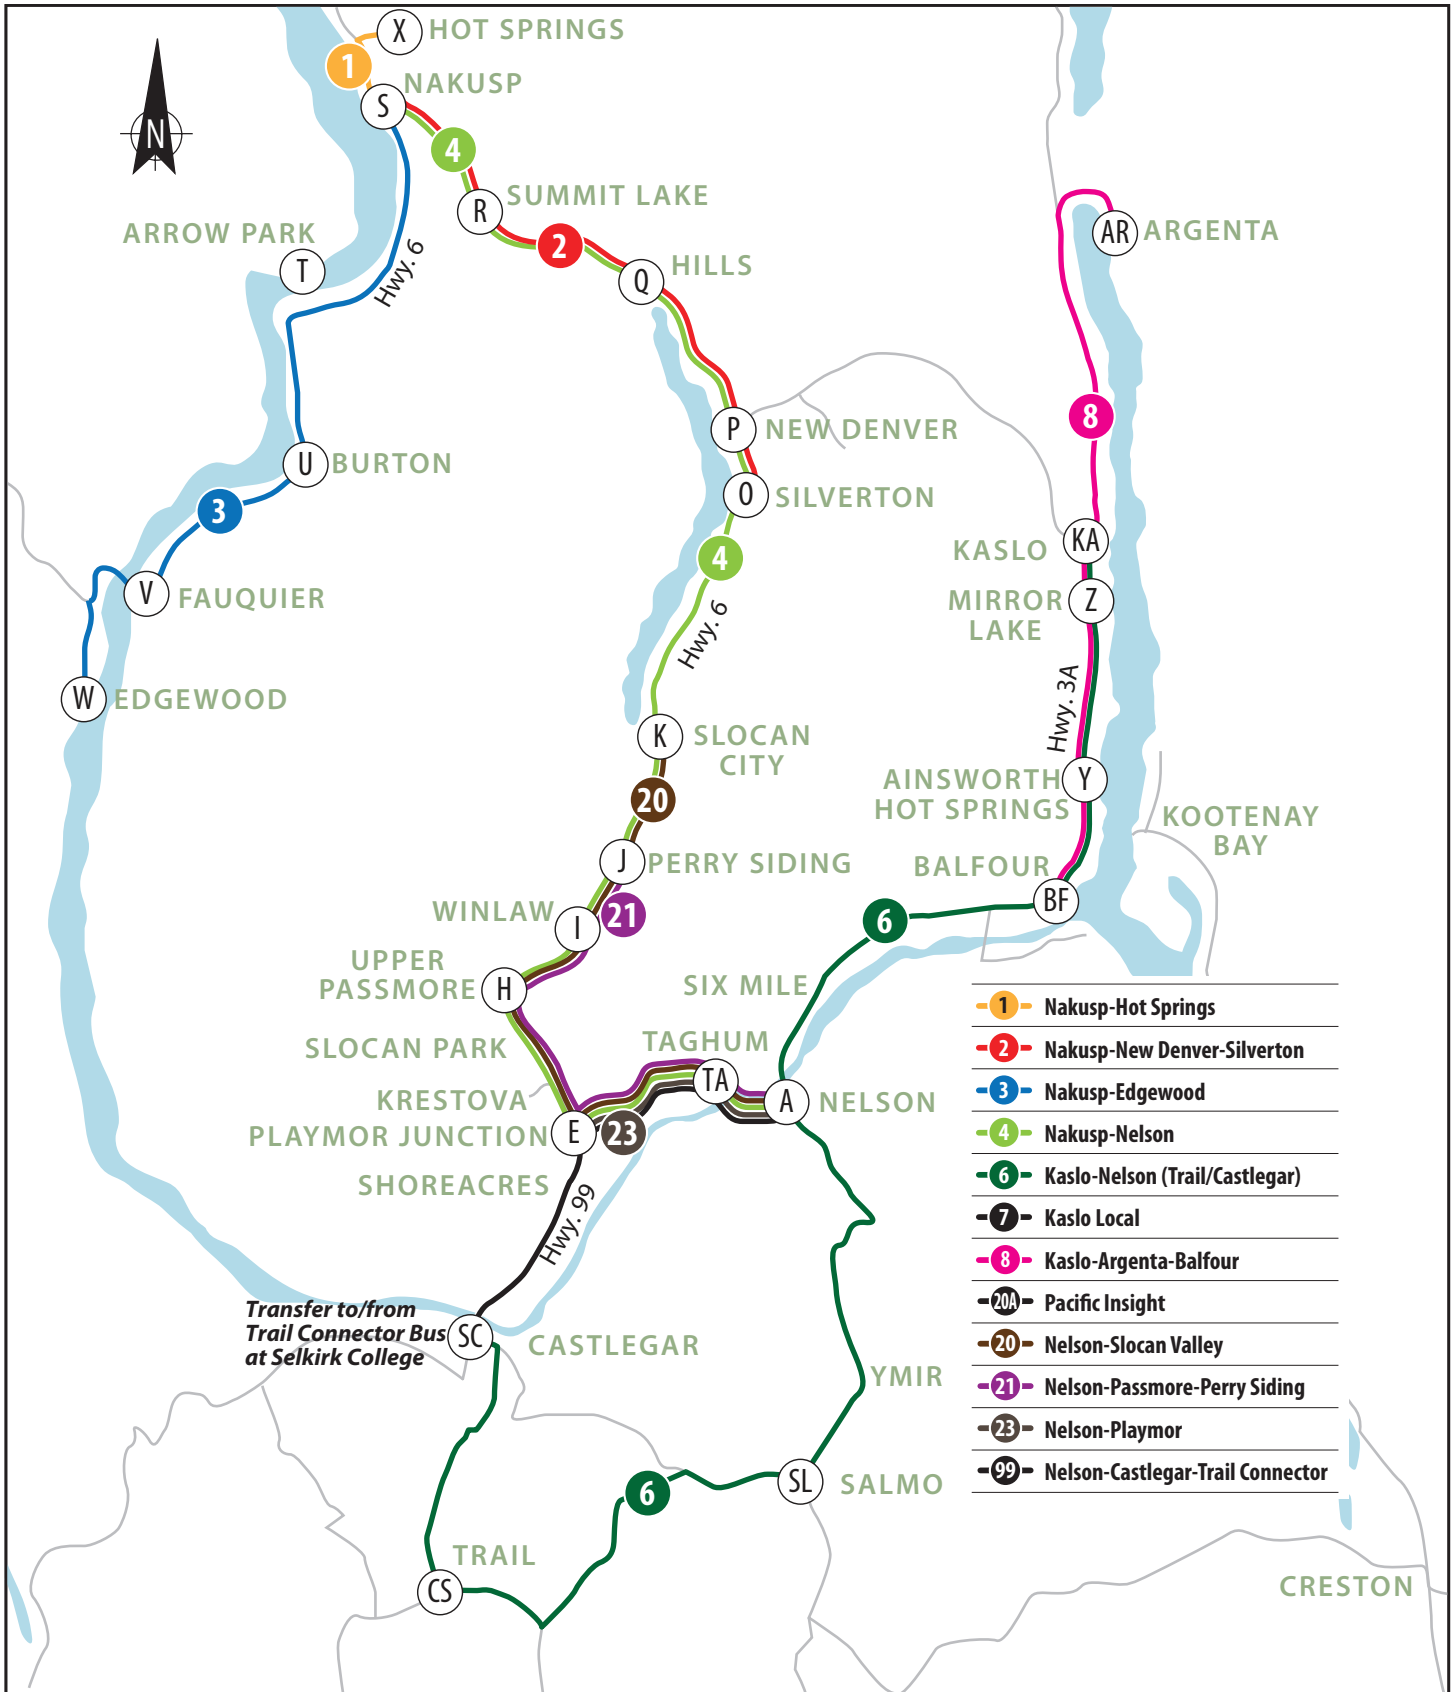 X
HOT SPRINGS
1
NAKUSP
S
N
4
SUMMIT LAKE
R
ARROW PARK
T
Hwy. 6
2
HILLS
Q
AR
ARGENTA
8
P
NEW DENVER
U
BURTON
O
SILVERTON
3
4
KASLO
KA
V
FAUQUIER
MIRROR
LAKE
Z
Hwy. 6
W
EDGEWOOD
Hwy. 3A
K
SLOCAN
CITY
20
AINSWORTH
HOT SPRINGS
Y
KOOTENAY
BAY
J
PERRY SIDING
BALFOUR
BF
WINLAW
I
21
6
UPPER
PASSMORE
H
SIX MILE
SLOCAN PARK
TAGHUM
TA
KRESTOVA
A
NELSON
PLAYMOR JUNCTION
E
23
SHOREACRES
Hwy. 99
Transfer to/from
Trail Connector Bus
at Selkirk College
SC
CASTLEGAR
YMIR
6
SL
SALMO
TRAIL
CS
CRESTON
1 Nakusp-Hot Springs
2 Nakusp-New Denver-Silverton
3 Nakusp-Edgewood
4 Nakusp-Nelson
6 Kaslo-Nelson (Trail/Castlegar)
7 Kaslo Local
8 Kaslo-Argenta-Balfour
20A Pacific Insight
20 Nelson-Slocan Valley
21 Nelson-Passmore-Perry Siding
23 Nelson-Playmor
99 Nelson-Castlegar-Trail Connector